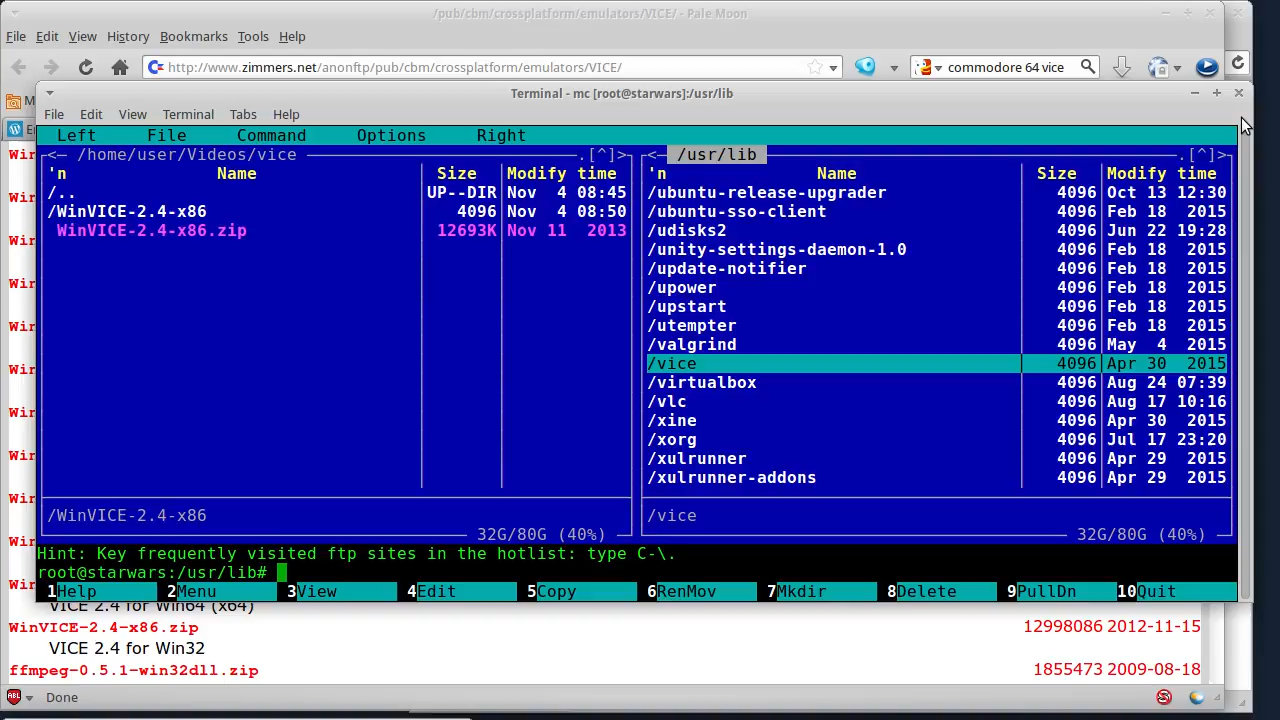 /pub/cbm/crossplatform/emulators/VICE/ - Pale Moon
File Edit View History Bookmarks Tools Help
http://www.zimmers.net/anonftp/pub/cbm/crossplatform/emulators/VICE/ commodore 64 vice
Terminal - mc [root@starwars]:/usr/lib
File Edit View Terminal Tabs Help
Left File Command Options Right
<─ /home/user/Videos/vice ─.[^]> <─ /usr/lib ─.[^]>
'n Name Size Modify time 'n Name Size Modify time
/.. UP--DIR Nov 4 08:45 /ubuntu-release-upgrader 4096 Oct 13 12:30
/WinVICE-2.4-x86 4096 Nov 4 08:50 /ubuntu-sso-client 4096 Feb 18 2015
WinVICE-2.4-x86.zip 12693K Nov 11 2013 /udisks2 4096 Jun 22 19:28
/unity-settings-daemon-1.0 4096 Feb 18 2015
/update-notifier 4096 Feb 18 2015
/upower 4096 Feb 18 2015
/upstart 4096 Feb 18 2015
/utempter 4096 Feb 18 2015
/valgrind 4096 May 4 2015
/vice 4096 Apr 30 2015
/virtualbox 4096 Aug 24 07:39
/vlc 4096 Aug 17 10:16
/xine 4096 Apr 30 2015
/xorg 4096 Jul 17 23:20
/xulrunner 4096 Apr 29 2015
/xulrunner-addons 4096 Apr 29 2015
/WinVICE-2.4-x86 /vice
32G/80G (40%) 32G/80G (40%)
Hint: Key frequently visited ftp sites in the hotlist: type C-\.
root@starwars:/usr/lib#
1Help 2Menu 3View 4Edit 5Copy 6RenMov 7Mkdir 8Delete 9PullDn 10Quit
VICE 2.4 for Win64 (x64)
WinVICE-2.4-x86.zip 12998086 2012-11-15
VICE 2.4 for Win32
ffmpeg-0.5.1-win32dll.zip 1855473 2009-08-18
ABP Done